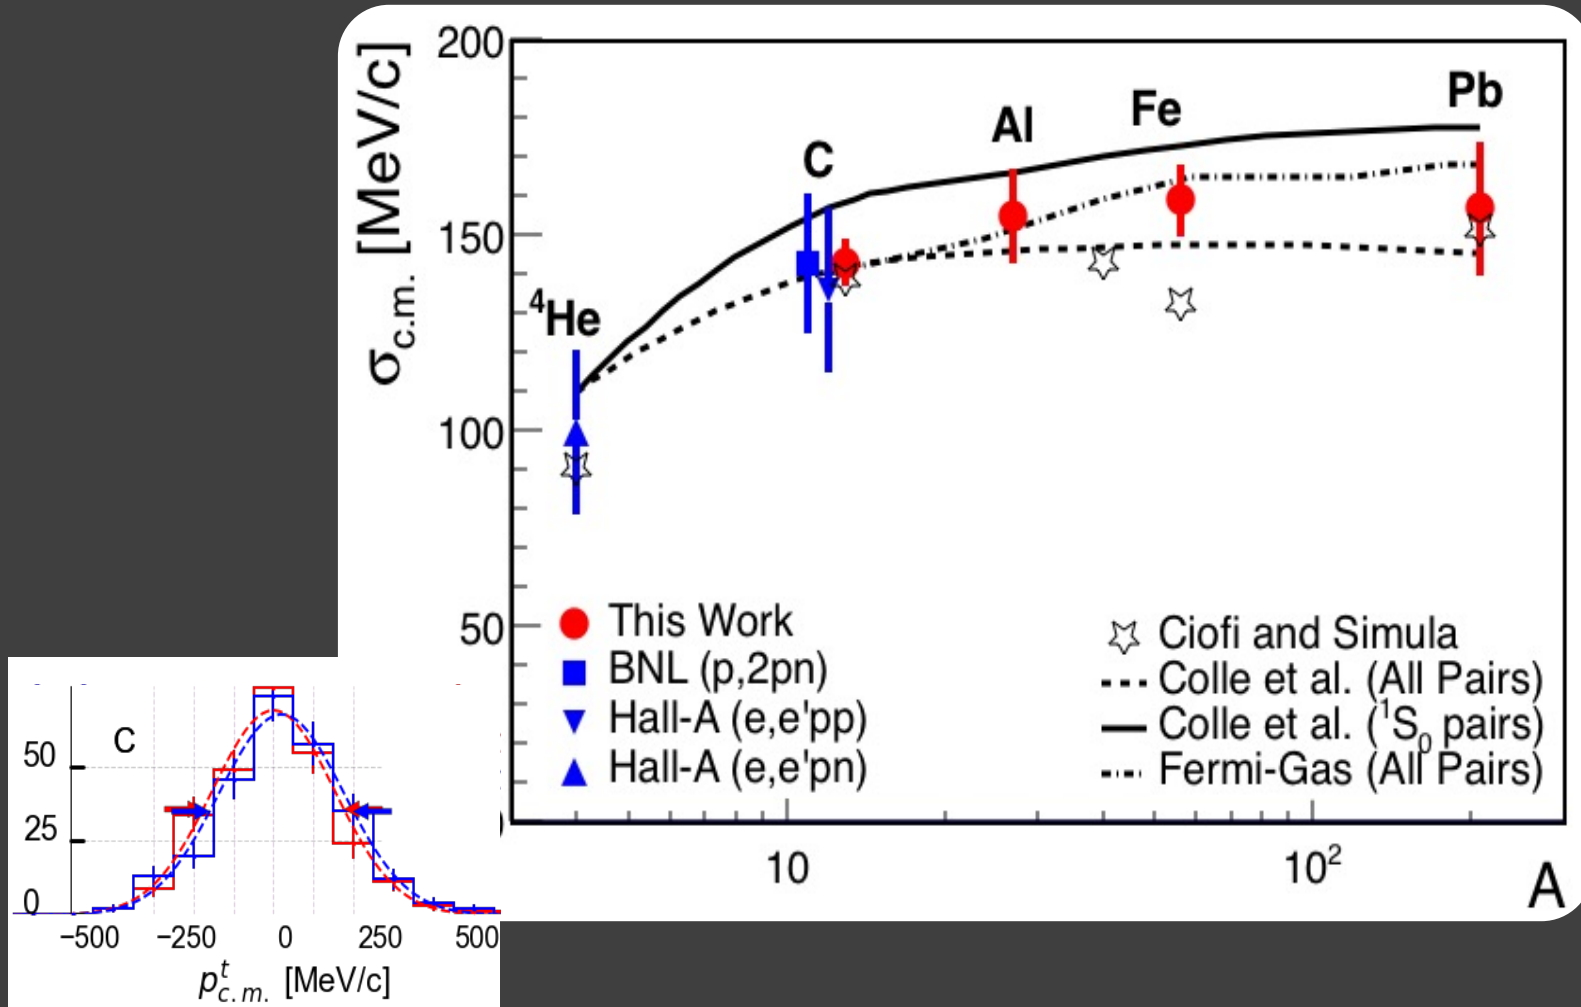 200
150
100
50
σc.m. [MeV/c]
⁴He
C
Al
Fe
Pb
This Work
BNL (p,2pn)
Hall-A (e,e'pp)
Hall-A (e,e'pn)
Ciofi and Simula
Colle et al. (All Pairs)
Colle et al. (¹S₀ pairs)
Fermi-Gas (All Pairs)
10
10²
A
C
50
25
0
−500 −250 0 250 500
pᵗc.m. [MeV/c]